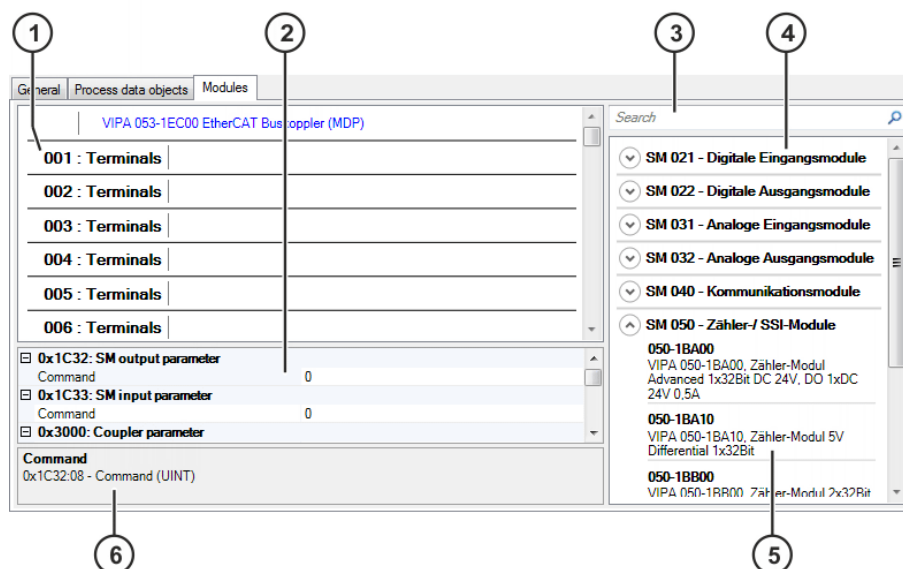 1
2
3
4
General
Process data objects
Modules
VIPA 053-1EC00 EtherCAT Buskoppler (MDP)
001 : Terminals
002 : Terminals
003 : Terminals
004 : Terminals
005 : Terminals
006 : Terminals
0x1C32: SM output parameter
Command 0
0x1C33: SM input parameter
Command 0
0x3000: Coupler parameter
Command
0x1C32:08 - Command (UINT)
Search
SM 021 - Digitale Eingangsmodule
SM 022 - Digitale Ausgangsmodule
SM 031 - Analoge Eingangsmodule
SM 032 - Analoge Ausgangsmodule
SM 040 - Kommunikationsmodule
SM 050 - Zähler-/ SSI-Module
050-1BA00
VIPA 050-1BA00, Zähler-Modul
Advanced 1x32Bit DC 24V, DO 1xDC
24V 0,5A
050-1BA10
VIPA 050-1BA10, Zähler-Modul 5V
Differential 1x32Bit
050-1BB00
VIPA 050-1BB00, Zähler-Modul 2x32Bit
6
5